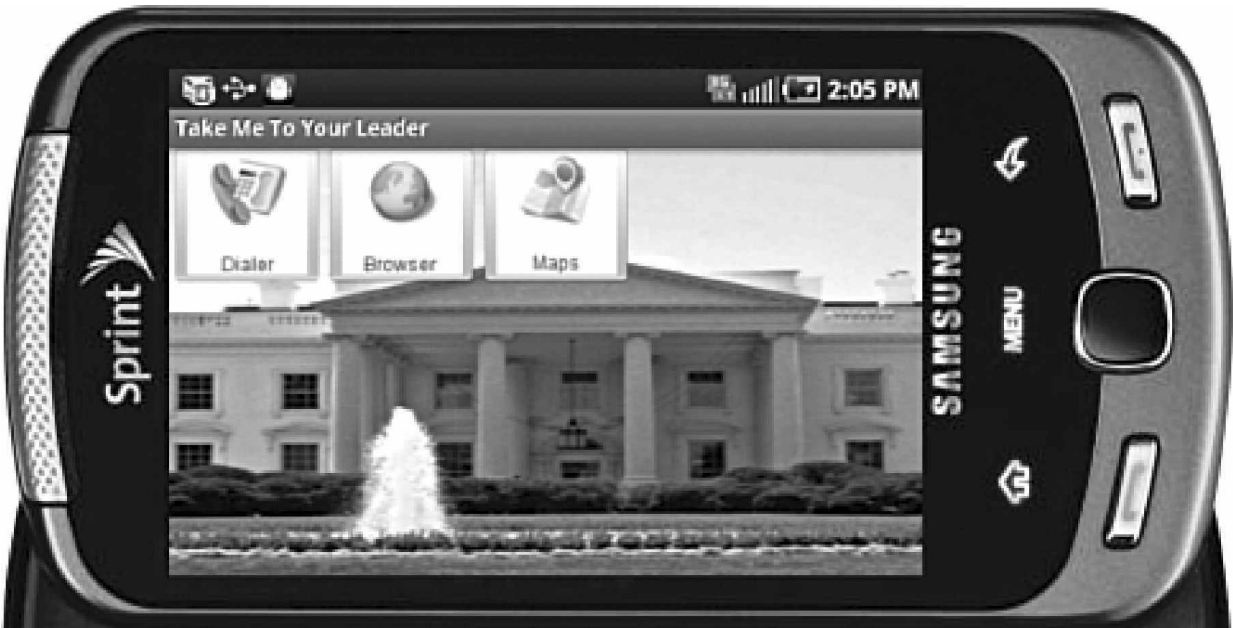 2:05 PM
Take Me To Your Leader
Dialer
Browser
Maps
Sprint
SAMSUNG
MENU